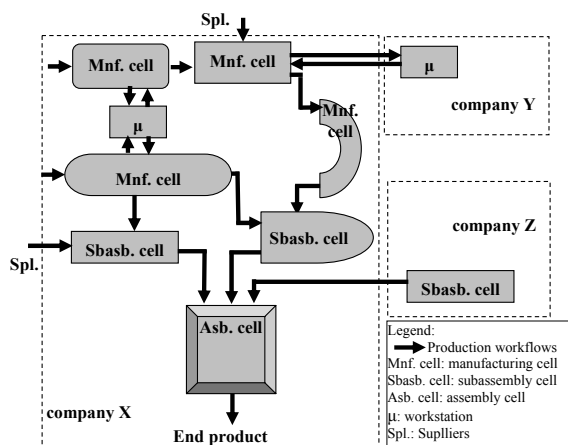 Spl.
Mnf. cell
Mnf. cell
μ
company Y
Mnf.
cell
μ
Mnf. cell
company Z
Sbasb. cell
Sbasb. cell
Spl.
Sbasb. cell
Asb. cell
Legend:
Production workflows
Mnf. cell: manufacturing cell
Sbasb. cell: subassembly cell
Asb. cell: assembly cell
μ: workstation
Spl.: Suplliers
company X
End product